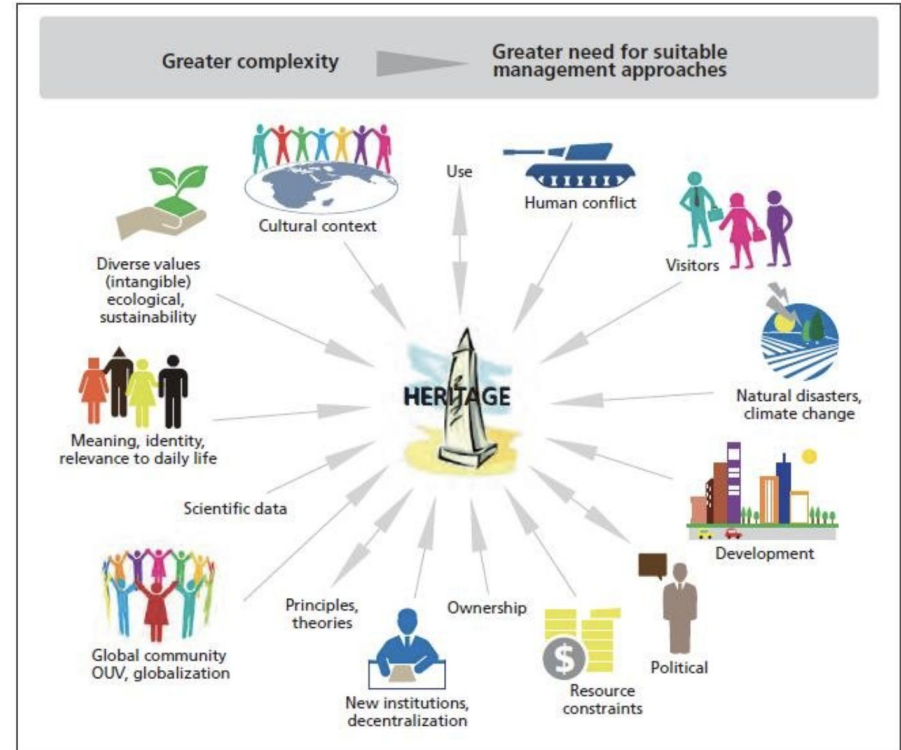 Greater complexity
Greater need for suitable
management approaches
Cultural context
Use
Human conflict
Visitors
Diverse values
(intangible)
ecological,
sustainability
HERITAGE
Natural disasters,
climate change
Meaning, identity,
relevance to daily life
Scientific data
Development
Global community
OUV, globalization
Principles,
theories
New institutions,
decentralization
Ownership
$
Resource
constraints
Political